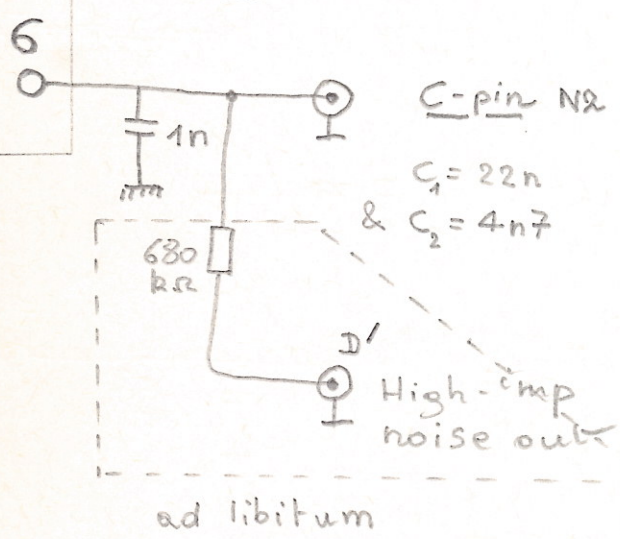 6
1n
C-pin N2
C₁ = 22n
& C₂ = 4n7
680
kΩ
D'
High-imp
noise out
ad libitum